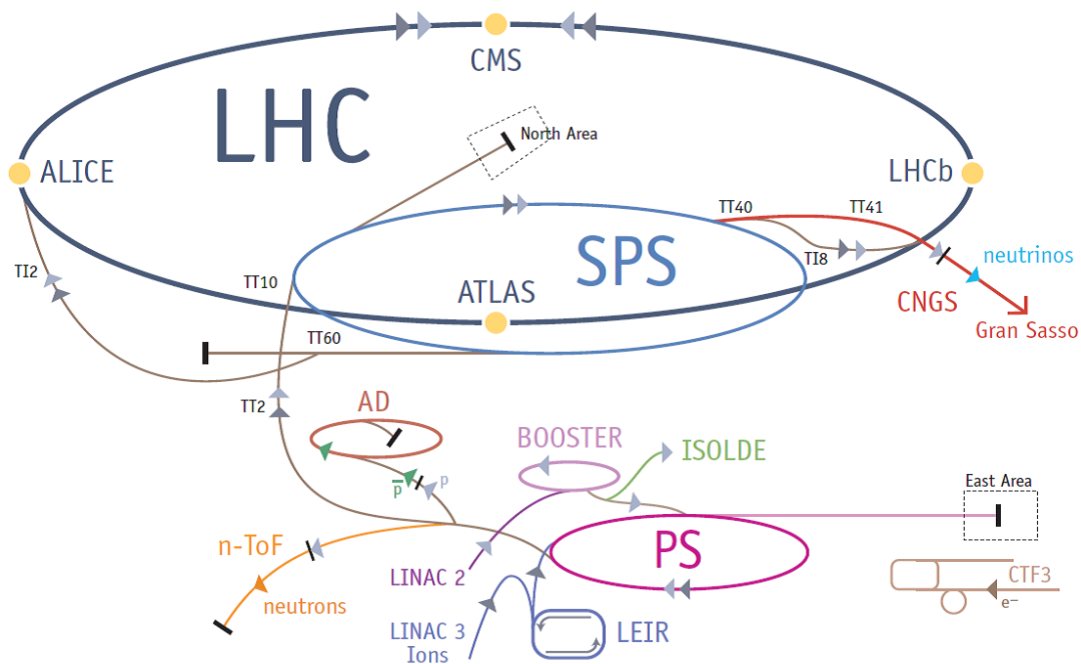 CMS
LHC
North Area
ALICE
LHCb
TT40
TT41
SPS
TI8
neutrinos
TI2
TT10
ATLAS
CNGS
Gran Sasso
TT60
TT2
AD
BOOSTER
ISOLDE
p̅
p
East Area
n-ToF
PS
LINAC 2
CTF3
neutrons
e⁻
LINAC 3
Ions
LEIR